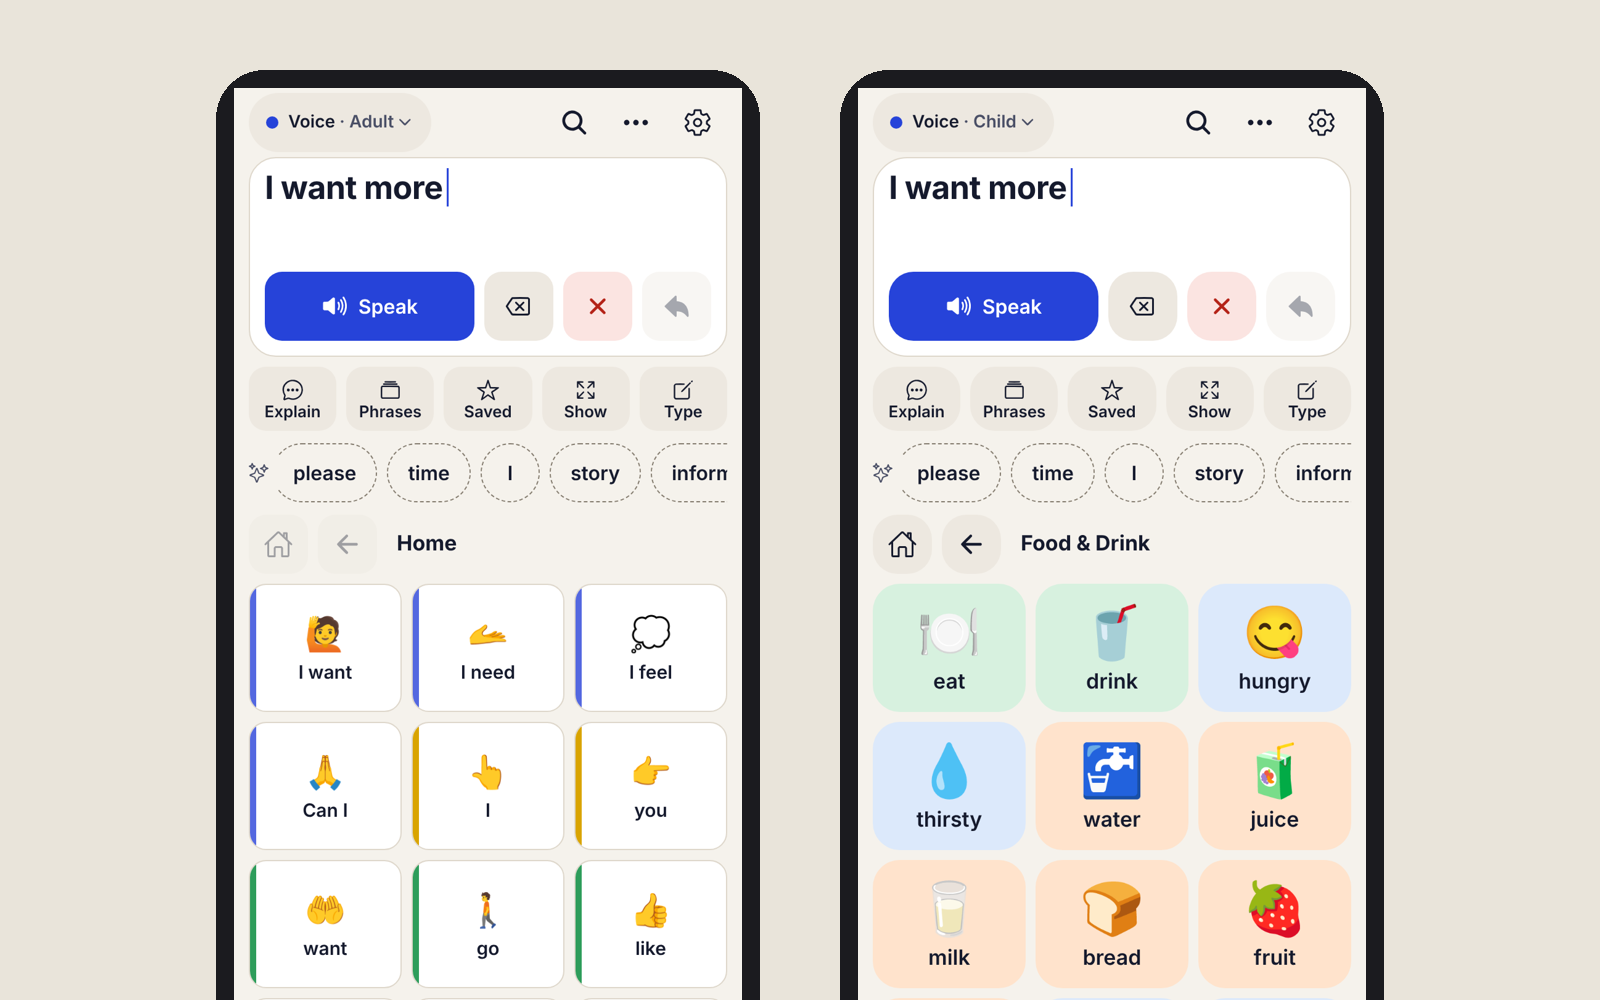 Voice · Adult
I want more
Speak
Explain Phrases Saved Show Type
please time I story inform
Home
I want I need I feel
Can I I you
want go like
Voice · Child
I want more
Speak
Explain Phrases Saved Show Type
please time I story inform
Food & Drink
eat drink hungry
thirsty water juice
milk bread fruit